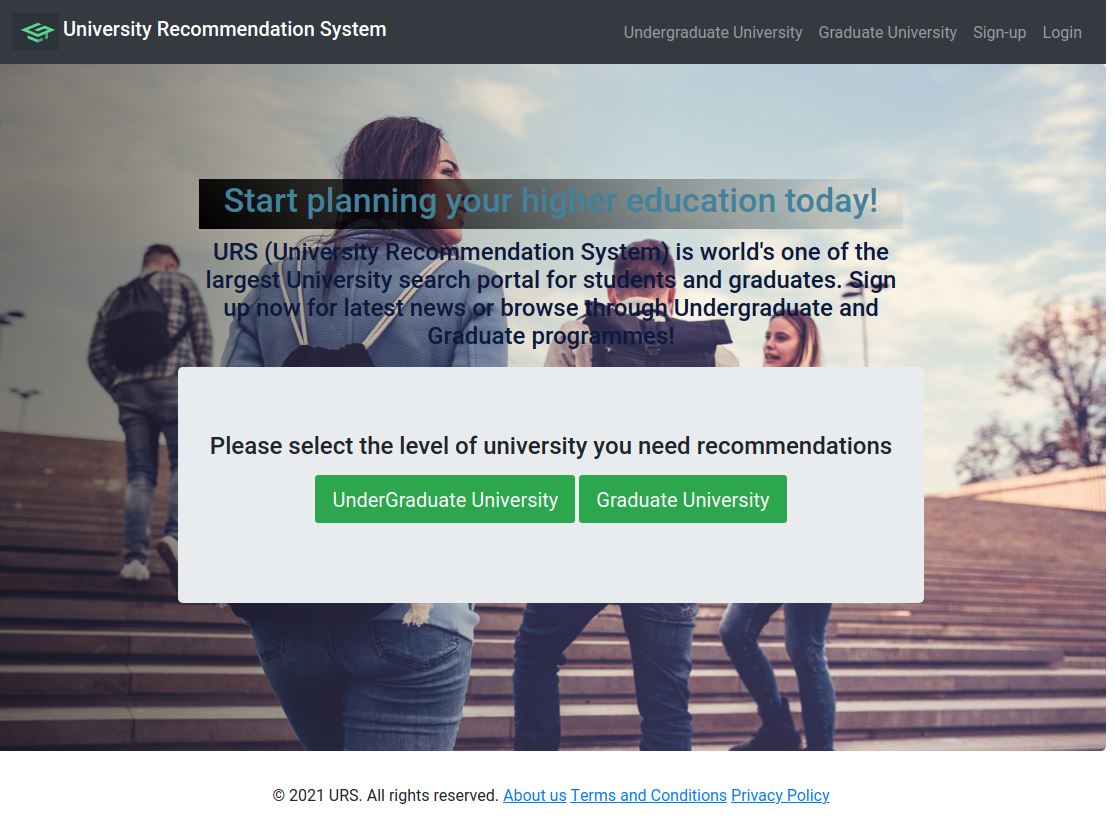 University Recommendation System
Undergraduate University
Graduate University
Sign-up
Login
Start planning your higher education today!
URS (University Recommendation System) is world's one of the
largest University search portal for students and graduates. Sign
up now for latest news or browse through Undergraduate and
Graduate programmes!
Please select the level of university you need recommendations
UnderGraduate University
Graduate University
© 2021 URS. All rights reserved. About us Terms and Conditions Privacy Policy